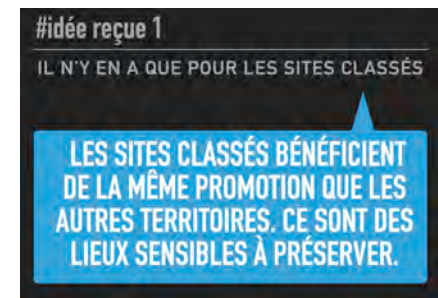 #idée reçue 1
IL N'Y EN A QUE POUR LES SITES CLASSÉS
LES SITES CLASSÉS BÉNÉFICIENT
DE LA MÊME PROMOTION QUE LES
AUTRES TERRITOIRES. CE SONT DES
LIEUX SENSIBLES À PRÉSERVER.